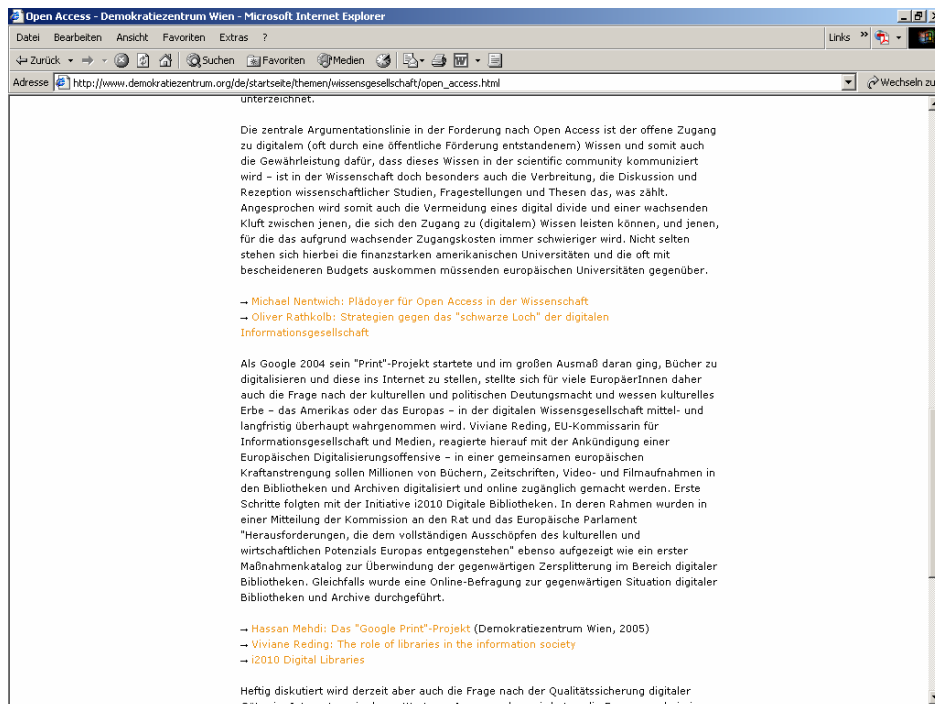 Open Access - Demokratiezentrum Wien - Microsoft Internet Explorer
Datei Bearbeiten Ansicht Favoriten Extras ? Links »
Zurück Suchen Favoriten Medien
Adresse http://www.demokratiezentrum.org/de/startseite/themen/wissensgesellschaft/open_access.html Wechseln zu
unterzeichnet.
Die zentrale Argumentationslinie in der Forderung nach Open Access ist der offene Zugang
zu digitalem (oft durch eine öffentliche Förderung entstandenem) Wissen und somit auch
die Gewährleistung dafür, dass dieses Wissen in der scientific community kommuniziert
wird – ist in der Wissenschaft doch besonders auch die Verbreitung, die Diskussion und
Rezeption wissenschaftlicher Studien, Fragestellungen und Thesen das, was zählt.
Angesprochen wird somit auch die Vermeidung eines digital divide und einer wachsenden
Kluft zwischen jenen, die sich den Zugang zu (digitalem) Wissen leisten können, und jenen,
für die das aufgrund wachsender Zugangskosten immer schwieriger wird. Nicht selten
stehen sich hierbei die finanzstarken amerikanischen Universitäten und die oft mit
bescheideneren Budgets auskommen müssenden europäischen Universitäten gegenüber.
→ Michael Nentwich: Plädoyer für Open Access in der Wissenschaft
→ Oliver Rathkolb: Strategien gegen das "schwarze Loch" der digitalen
Informationsgesellschaft
Als Google 2004 sein "Print"-Projekt startete und im großen Ausmaß daran ging, Bücher zu
digitalisieren und diese ins Internet zu stellen, stellte sich für viele EuropäerInnen daher
auch die Frage nach der kulturellen und politischen Deutungsmacht und wessen kulturelles
Erbe – das Amerikas oder das Europas – in der digitalen Wissensgesellschaft mittel- und
langfristig überhaupt wahrgenommen wird. Viviane Reding, EU-Kommissarin für
Informationsgesellschaft und Medien, reagierte hierauf mit der Ankündigung einer
Europäischen Digitalisierungsoffensive – in einer gemeinsamen europäischen
Kraftanstrengung sollen Millionen von Büchern, Zeitschriften, Video- und Filmaufnahmen in
den Bibliotheken und Archiven digitalisiert und online zugänglich gemacht werden. Erste
Schritte folgten mit der Initiative i2010 Digitale Bibliotheken. In deren Rahmen wurden in
einer Mitteilung der Kommission an den Rat und das Europäische Parlament
"Herausforderungen, die dem vollständigen Ausschöpfen des kulturellen und
wirtschaftlichen Potenzials Europas entgegenstehen" ebenso aufgezeigt wie ein erster
Maßnahmenkatalog zur Überwindung der gegenwärtigen Zersplitterung im Bereich digitaler
Bibliotheken. Gleichfalls wurde eine Online-Befragung zur gegenwärtigen Situation digitaler
Bibliotheken und Archive durchgeführt.
→ Hassan Mehdi: Das "Google Print"-Projekt (Demokratiezentrum Wien, 2005)
→ Viviane Reding: The role of libraries in the information society
→ i2010 Digital Libraries
Heftig diskutiert wird derzeit aber auch die Frage nach der Qualitätssicherung digitaler